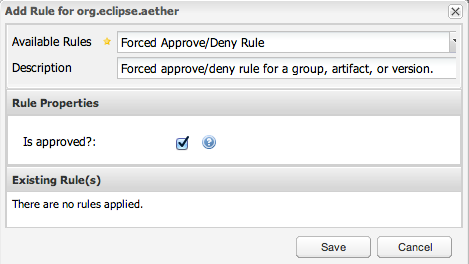 Add Rule for org.eclipse.aether
Available Rules Forced Approve/Deny Rule
Description Forced approve/deny rule for a group, artifact, or version.
Rule Properties
Is approved?:
Existing Rule(s)
There are no rules applied.
Save Cancel